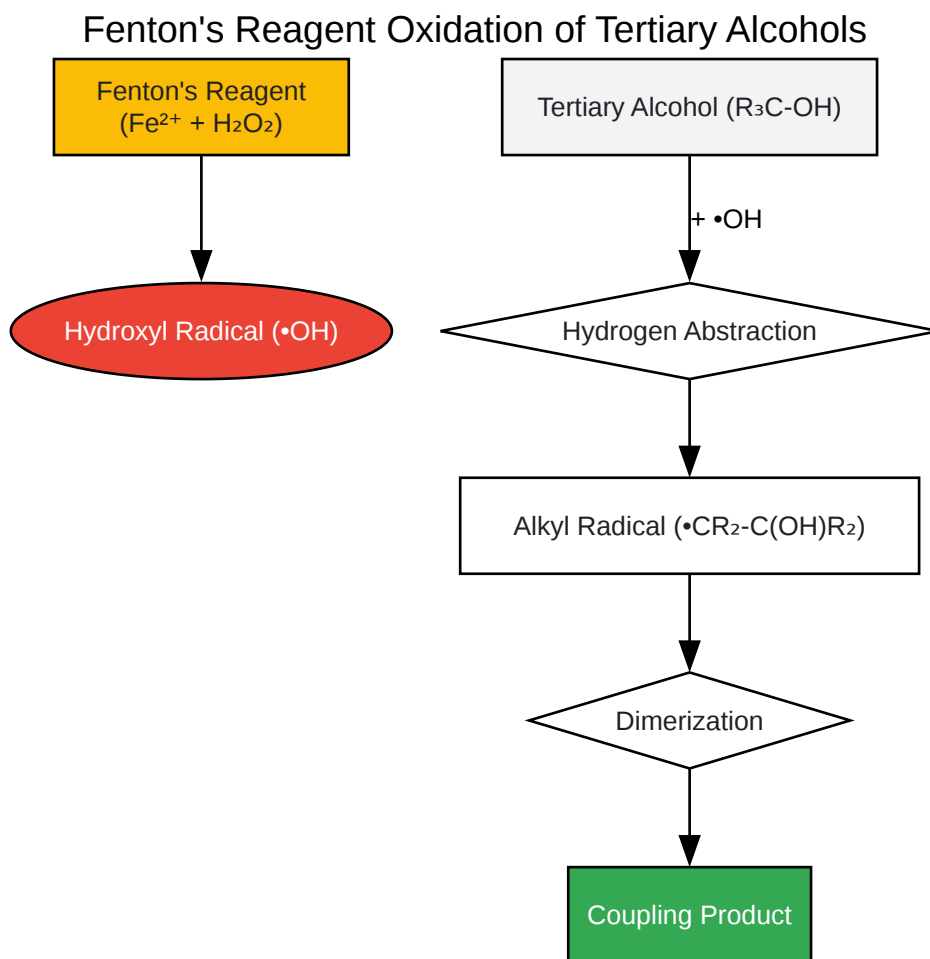 Fenton's Reagent Oxidation of Tertiary Alcohols
Fenton's Reagent
(Fe²⁺ + H₂O₂)
Tertiary Alcohol (R₃C-OH)
+ •OH
Hydroxyl Radical (•OH)
Hydrogen Abstraction
Alkyl Radical (•CR₂-C(OH)R₂)
Dimerization
Coupling Product